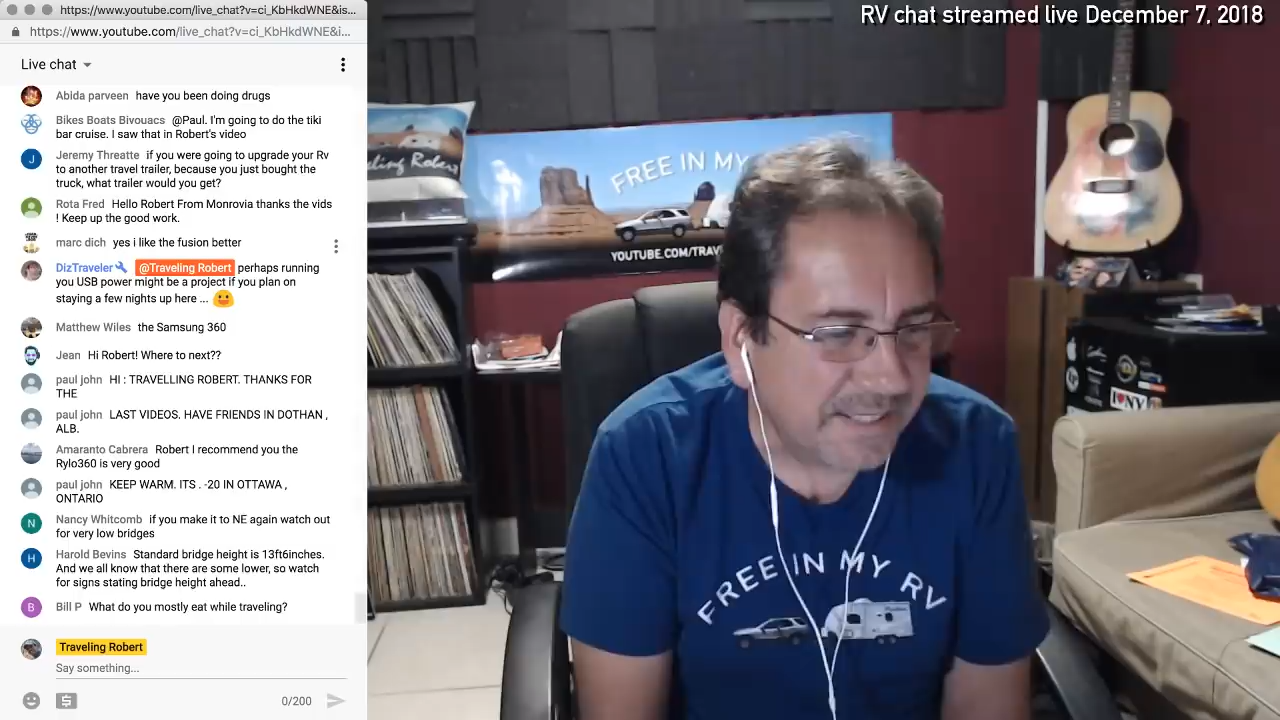 https://www.youtube.com/live_chat?v=ci_KbHkdWNE&is...
https://www.youtube.com/live_chat?v=ci_KbHkdWNE&i...
RV chat streamed live December 7, 2018
Live chat
Abida parveen have you been doing drugs
Bikes Boats Bivouacs @Paul. I'm going to do the tiki
bar cruise. I saw that in Robert's video
Jeremy Threatte if you were going to upgrade your Rv
to another travel trailer, because you just bought the
truck, what trailer would you get?
Rota Fred Hello Robert From Monrovia thanks the vids
! Keep up the good work.
marc dich yes i like the fusion better
DizTraveler @Traveling Robert perhaps running
you USB power might be a project if you plan on
staying a few nights up here ...
Matthew Wiles the Samsung 360
Jean Hi Robert! Where to next??
paul john HI : TRAVELLING ROBERT. THANKS FOR
THE
paul john LAST VIDEOS. HAVE FRIENDS IN DOTHAN ,
ALB.
Amaranto Cabrera Robert I recommend you the
Rylo360 is very good
paul john KEEP WARM. ITS . -20 IN OTTAWA ,
ONTARIO
Nancy Whitcomb if you make it to NE again watch out
for very low bridges
Harold Bevins Standard bridge height is 13ft6inches.
And we all know that there are some lower, so watch
for signs stating bridge height ahead..
Bill P What do you mostly eat while traveling?
Traveling Robert
Say something...
0/200
J
N
H
B
eling Robert
FREE IN MY
YOUTUBE.COM/TRAV
I NY
FREE IN MY RV